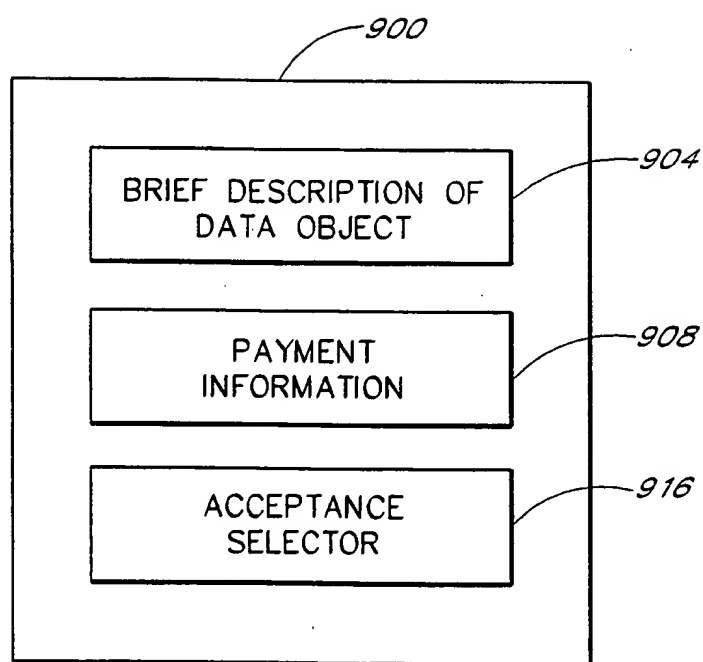 900
BRIEF DESCRIPTION OF
DATA OBJECT
904
PAYMENT
INFORMATION
908
ACCEPTANCE
SELECTOR
916